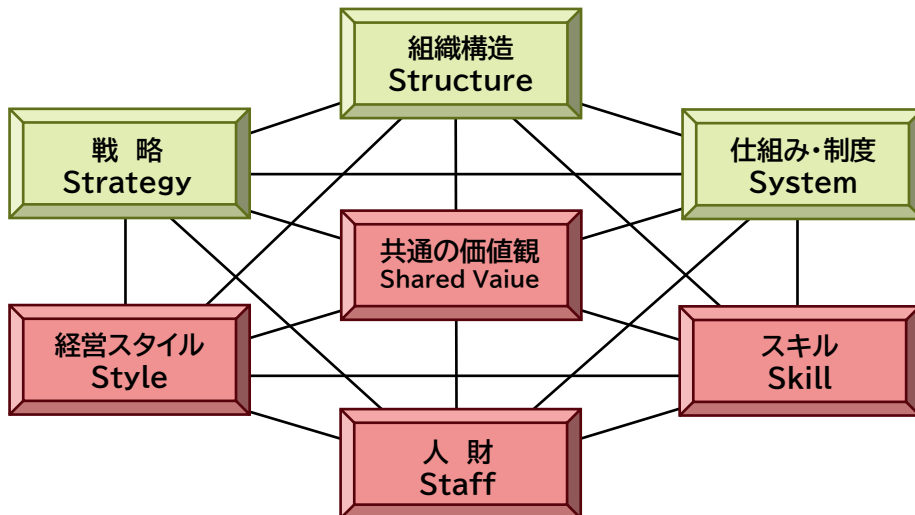 組織構造
Structure
戦 略
Strategy
仕組み・制度
System
共通の価値観
Shared Vaiue
経営スタイル
Style
スキル
Skill
人 財
Staff